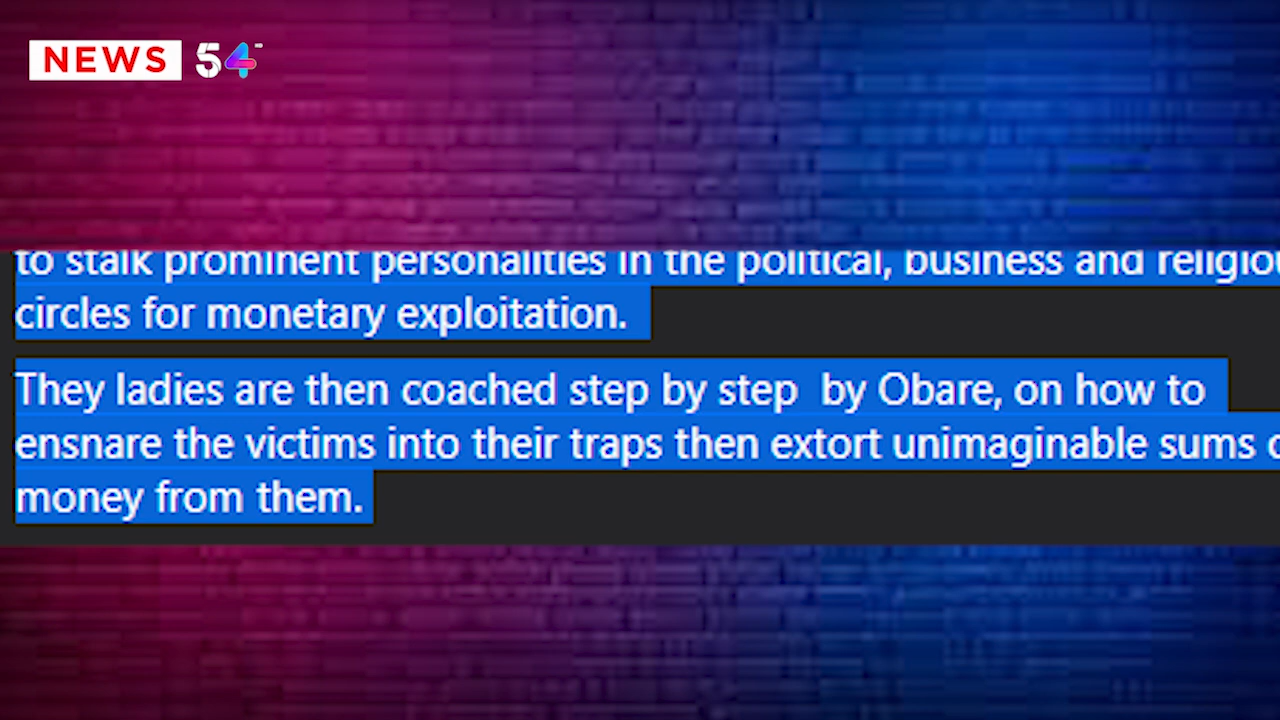 NEWS 54
to stalk prominent personalities in the political, business and
circles for monetary exploitation.
They ladies are then coached step by step  by Obare, on how to
ensnare the victims into their traps then extort unimaginable sums
money from them.